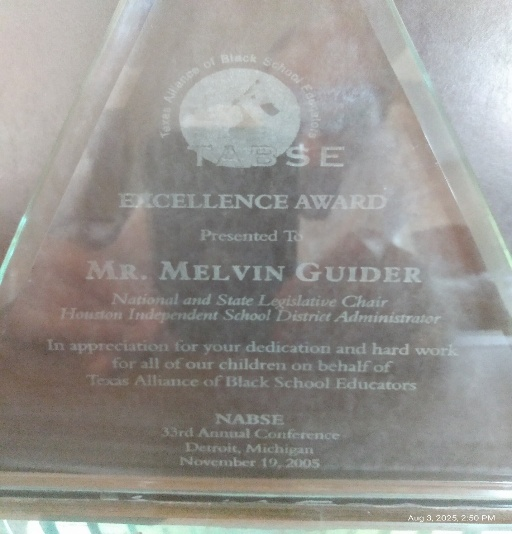 Texas Alliance of Black School Educators
TABSE
EXCELLENCE AWARD
Presented To
MR. MELVIN GUIDER
National and State Legislative Chair
Houston Independent School District Administrator
In appreciation for your dedication and hard work
for all of our children on behalf of
Texas Alliance of Black School Educators
NABSE
33rd Annual Conference
Detroit, Michigan
November 19, 2005
Aug 3, 2025, 2:50 PM